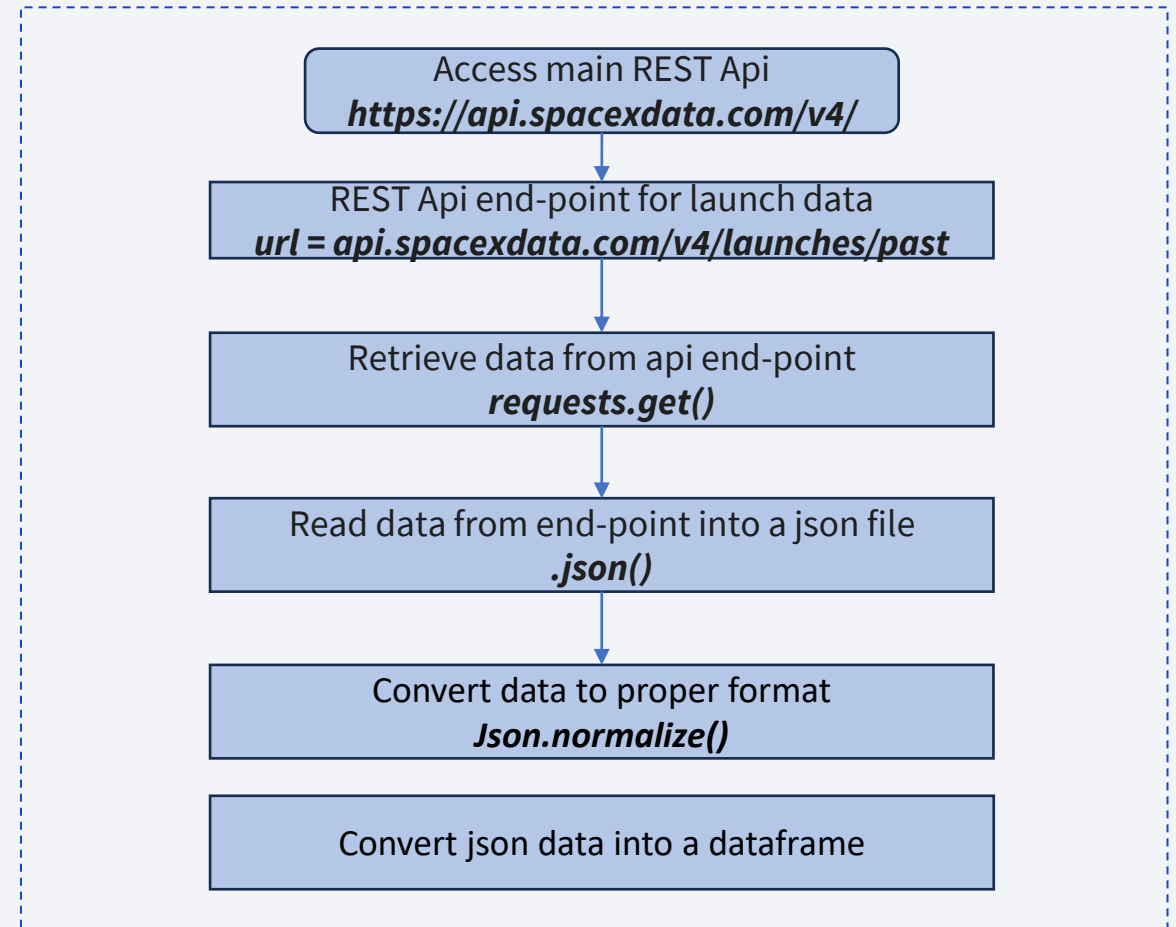 Access main REST Api
https://api.spacexdata.com/v4/
REST Api end-point for launch data
url = api.spacexdata.com/v4/launches/past
Retrieve data from api end-point
requests.get()
Read data from end-point into a json file
.json()
Convert data to proper format
Json.normalize()
Convert json data into a dataframe